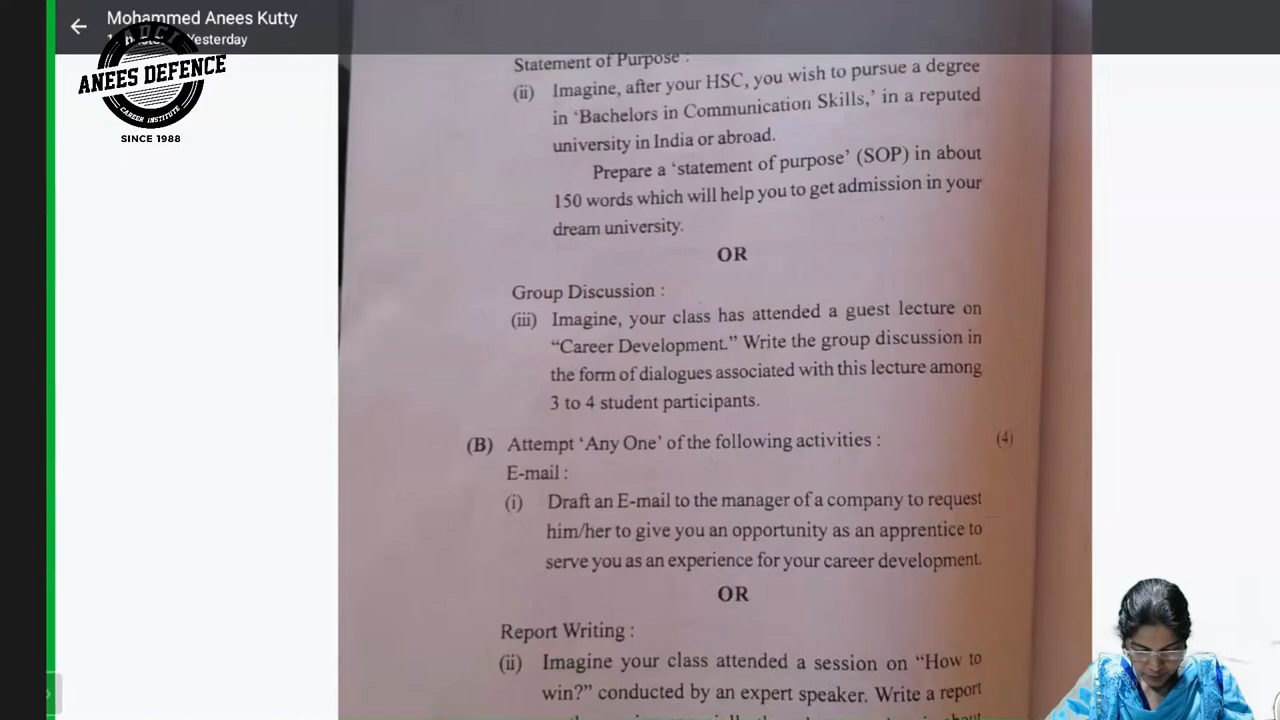 Mohammed Anees Kutty
Yesterday
ANEES DEFENCE
CAREER INSTITUTE
SINCE 1988
Statement of Purpose :
(ii) Imagine, after your HSC, you wish to pursue a degree
in ‘Bachelors in Communication Skills,’ in a reputed
university in India or abroad.
Prepare a ‘statement of purpose’ (SOP) in about
150 words which will help you to get admission in your
dream university.
OR
Group Discussion :
(iii) Imagine, your class has attended a guest lecture on
“Career Development.” Write the group discussion in
the form of dialogues associated with this lecture among
3 to 4 student participants.
(B) Attempt ‘Any One’ of the following activities : (4)
E-mail :
(i) Draft an E-mail to the manager of a company to request
him/her to give you an opportunity as an apprentice to
serve you as an experience for your career development.
OR
Report Writing :
(ii) Imagine your class attended a session on “How to
win?” conducted by an expert speaker. Write a report